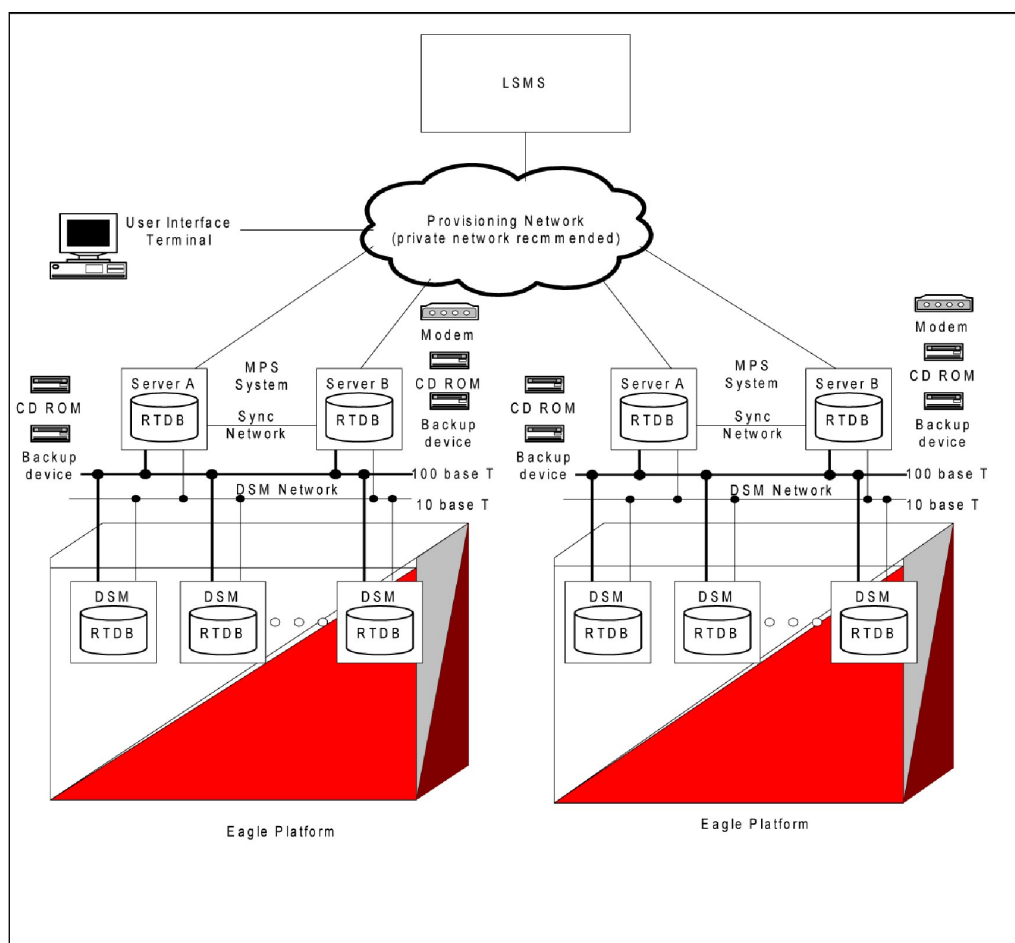 LSMS
Provisioning Network
(private network recmmended)
User Interface
Terminal
Modem
CD ROM
Backup
device
Modem
CD ROM
Backup
device
MPS
System
Server A
RTDB
Server B
RTDB
Sync
Network
CD ROM
Backup
device
MPS
System
Server A
RTDB
Server B
RTDB
Sync
Network
CD ROM
Backup
device
100 base T
DSM Network
10 base T
100 base T
DSM Network
10 base T
DSM
RTDB
DSM
RTDB
DSM
RTDB
DSM
RTDB
DSM
RTDB
DSM
RTDB
Eagle Platform
Eagle Platform